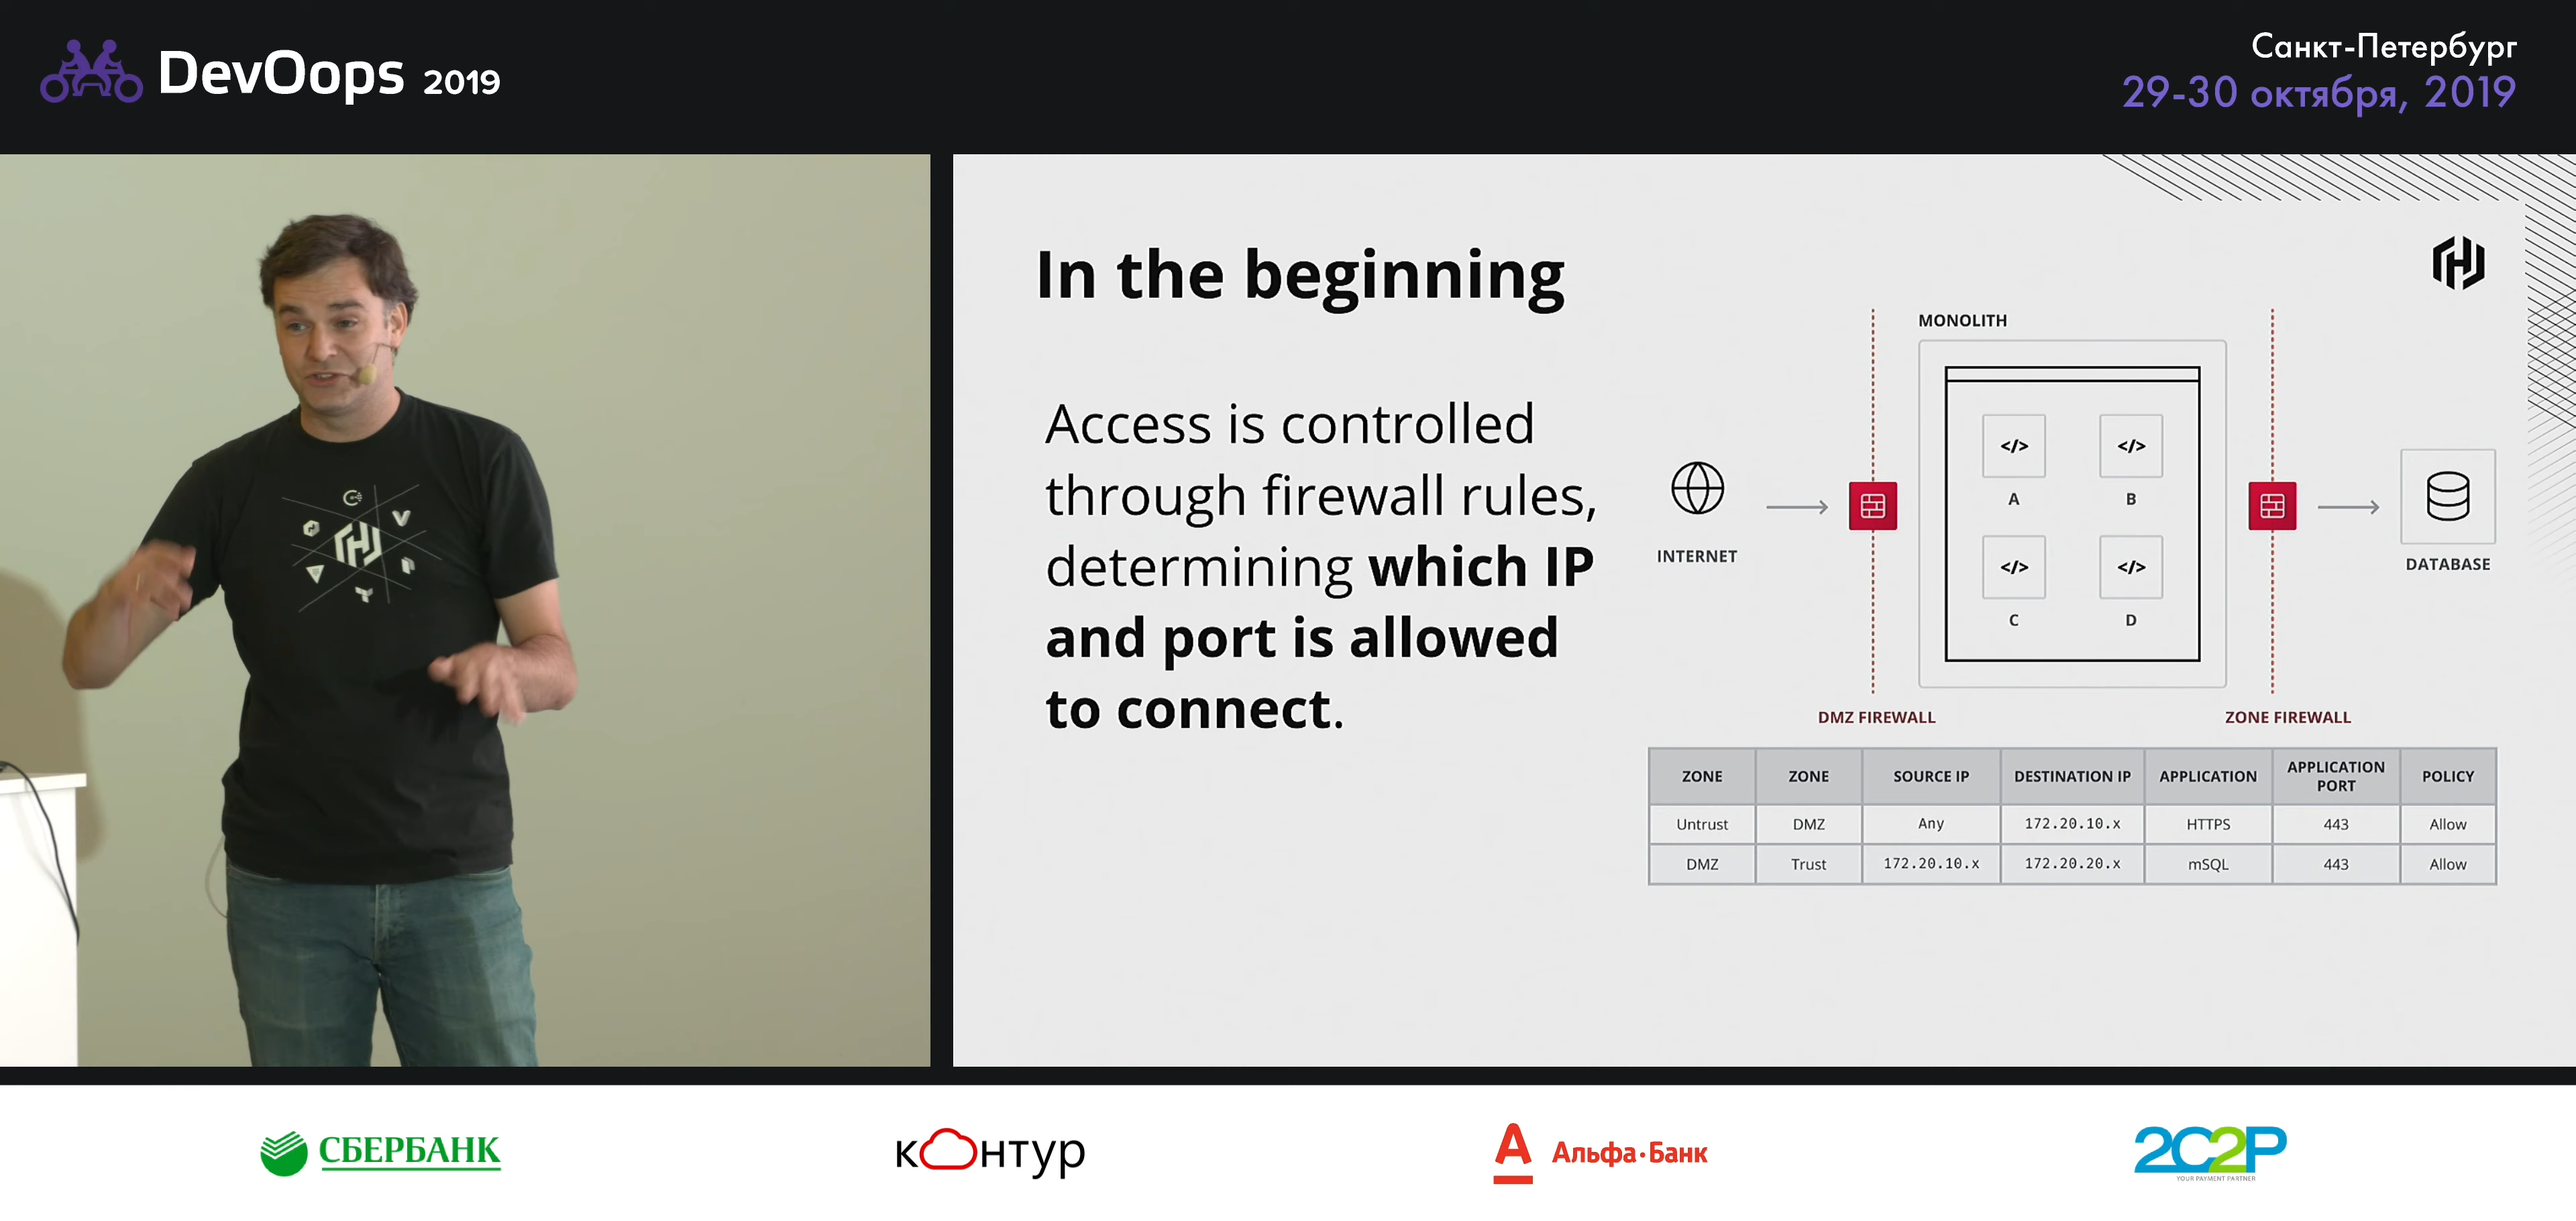 DevOops 2019
Санкт-Петербург
29-30 октября, 2019
In the beginning
Access is controlled
through firewall rules,
determining which IP
and port is allowed
to connect.
MONOLITH
</> </>
A B
INTERNET
DATABASE
</> </>
C D
DMZ FIREWALL ZONE FIREWALL
ZONE ZONE SOURCE IP DESTINATION IP APPLICATION APPLICATION PORT POLICY
Untrust DMZ Any 172.20.10.x HTTPS 443 Allow
DMZ Trust 172.20.10.x 172.20.20.x mSQL 443 Allow
СБЕРБАНК
контур
Альфа·Банк
2C2P
YOUR PAYMENT PARTNER